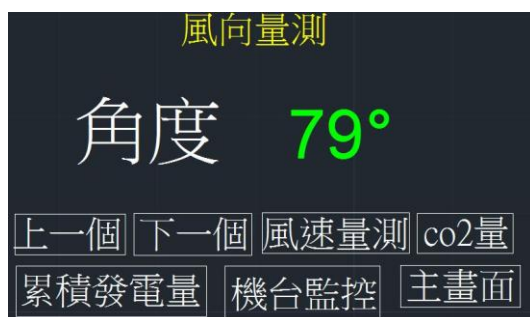 風向量測
角度 79°
上一個 下一個 風速量測 co2量
累積發電量 機台監控 主畫面